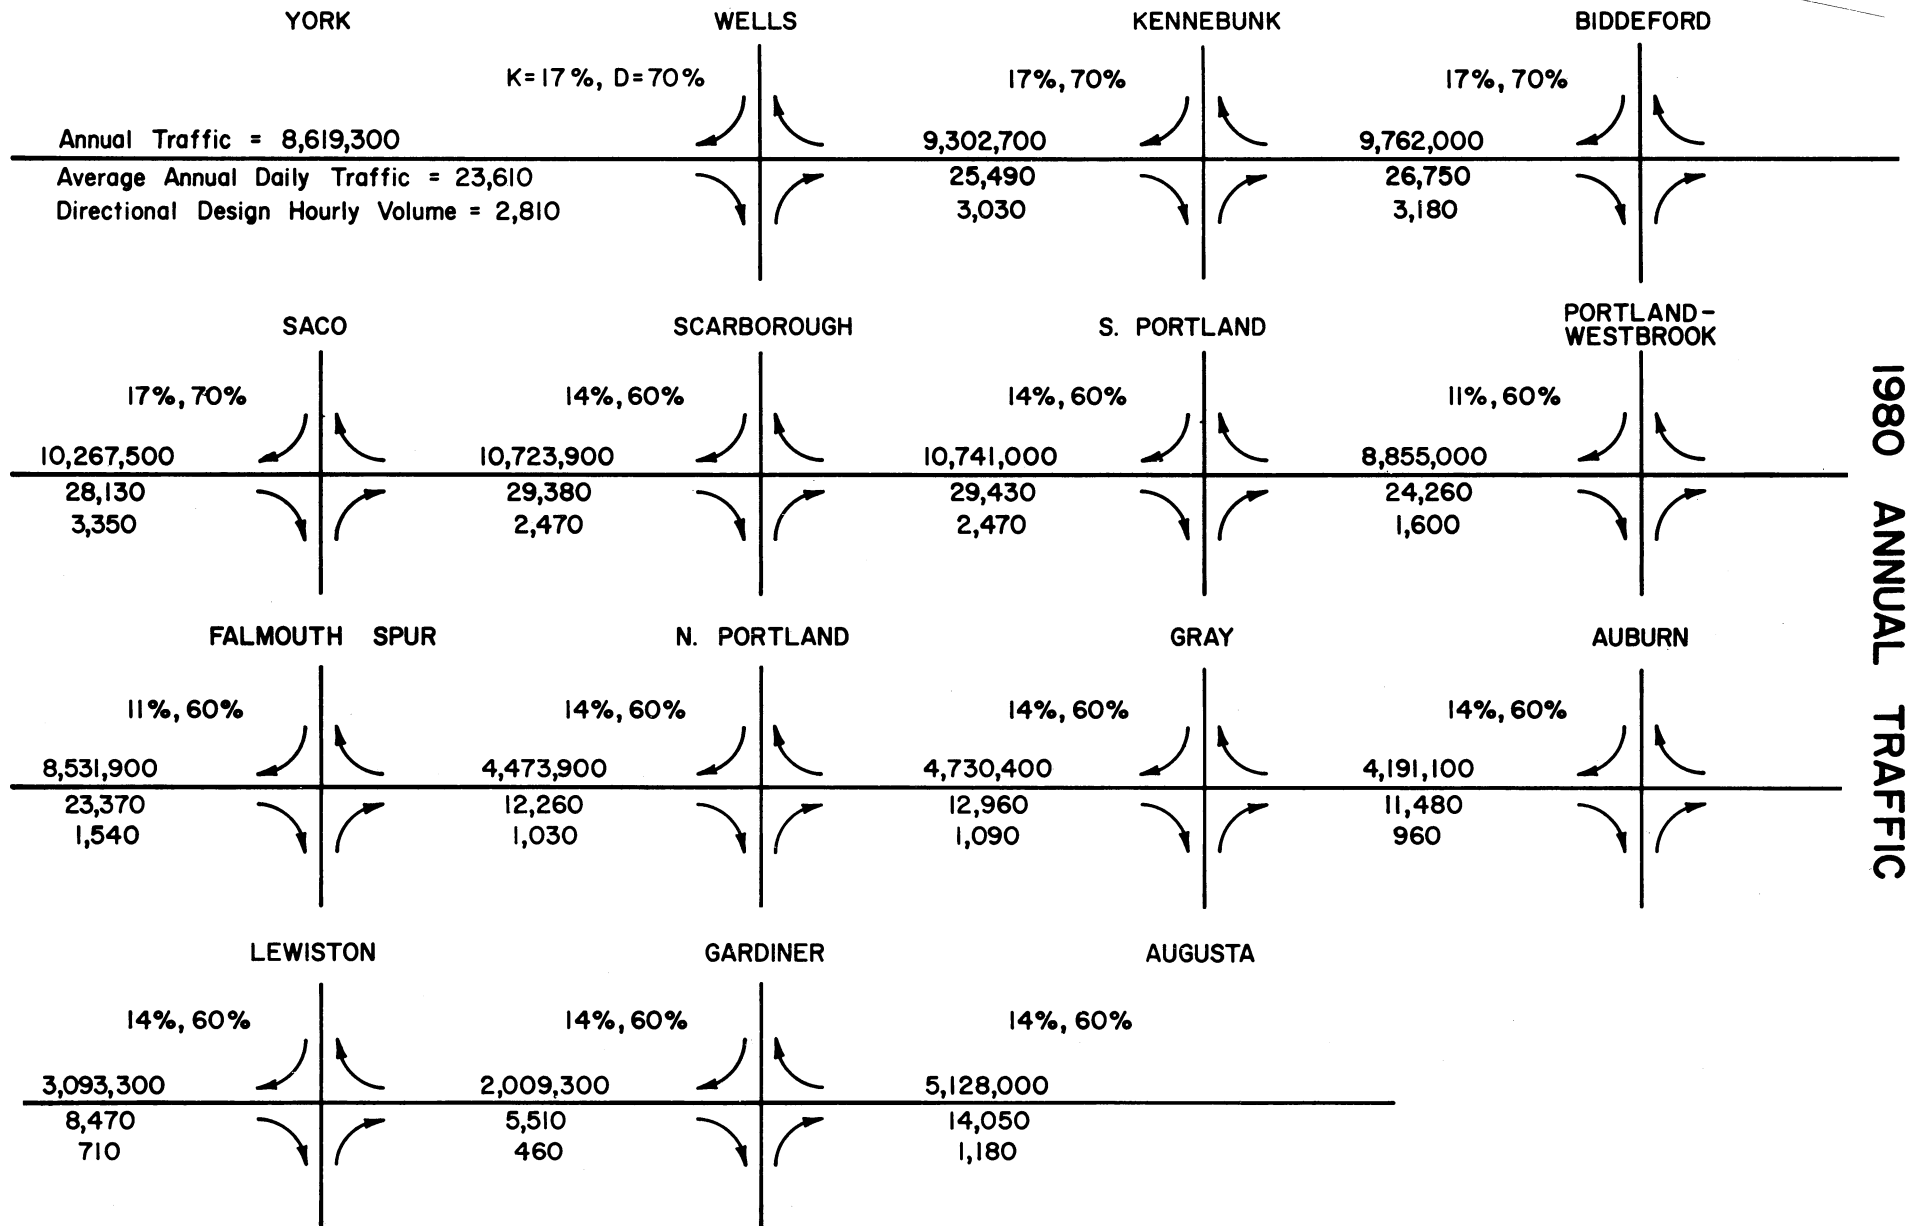 YORK WELLS KENNEBUNK BIDDEFORD
K=17%, D=70% 17%, 70% 17%, 70%
Annual Traffic = 8,619,300 9,302,700 9,762,000
Average Annual Daily Traffic = 23,610 25,490 26,750
Directional Design Hourly Volume = 2,810 3,030 3,180
SACO SCARBOROUGH S. PORTLAND PORTLAND-
WESTBROOK
17%, 70% 14%, 60% 14%, 60% 11%, 60%
10,267,500 10,723,900 10,741,000 8,855,000
28,130 29,380 29,430 24,260
3,350 2,470 2,470 1,600
FALMOUTH SPUR N. PORTLAND GRAY AUBURN
11%, 60% 14%, 60% 14%, 60% 14%, 60%
8,531,900 4,473,900 4,730,400 4,191,100
23,370 12,260 12,960 11,480
1,540 1,030 1,090 960
LEWISTON GARDINER AUGUSTA
14%, 60% 14%, 60% 14%, 60%
3,093,300 2,009,300 5,128,000
8,470 5,510 14,050
710 460 1,180
1980 ANNUAL TRAFFIC